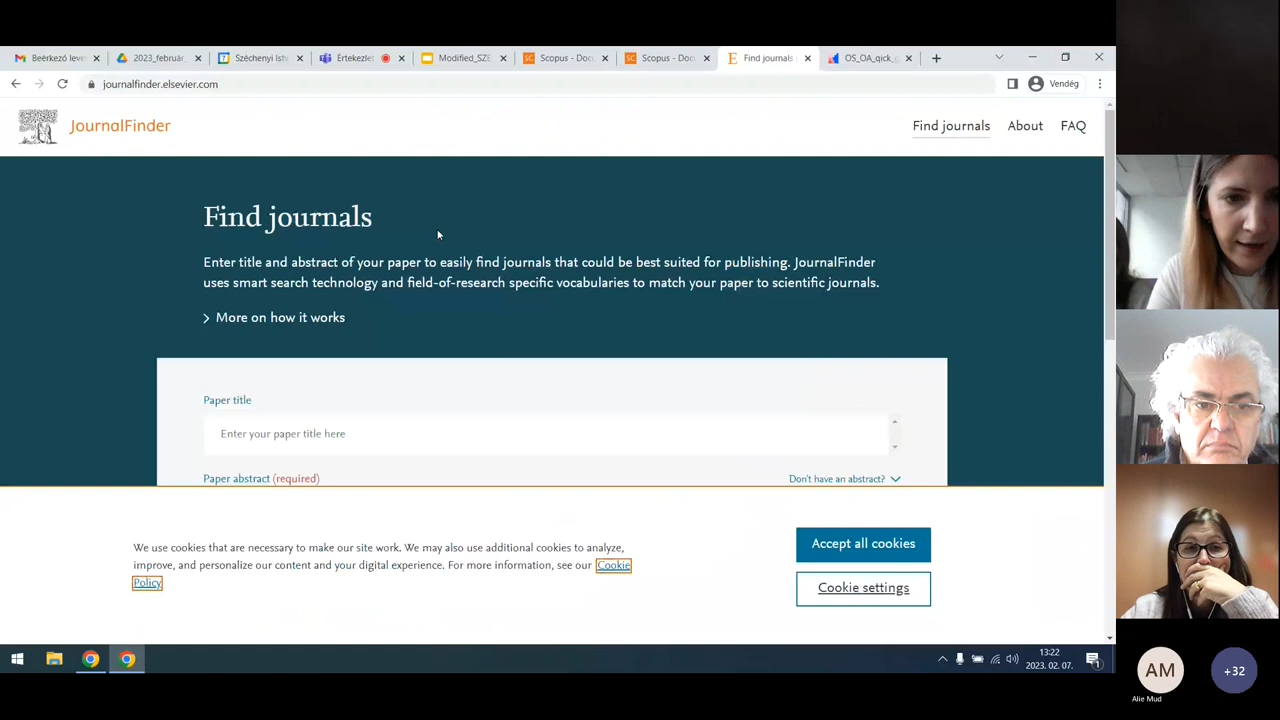 Beérkező leve
2023_február_
Széchenyi Istv
Értekezlet
Modified_SZE
Scopus - Docu
Scopus - Docu
Find journals
OS_OA_qick_g
journalfinder.elsevier.com
Vendég
JournalFinder
Find journals
About
FAQ
Find journals
Enter title and abstract of your paper to easily find journals that could be best suited for publishing. JournalFinder
uses smart search technology and field-of-research specific vocabularies to match your paper to scientific journals.
More on how it works
Paper title
Enter your paper title here
Paper abstract (required)
Don't have an abstract?
We use cookies that are necessary to make our site work. We may also use additional cookies to analyze,
improve, and personalize our content and your digital experience. For more information, see our Cookie
Policy
Accept all cookies
Cookie settings
13:22
2023. 02. 07.
1
AM
+32
Alie Mud